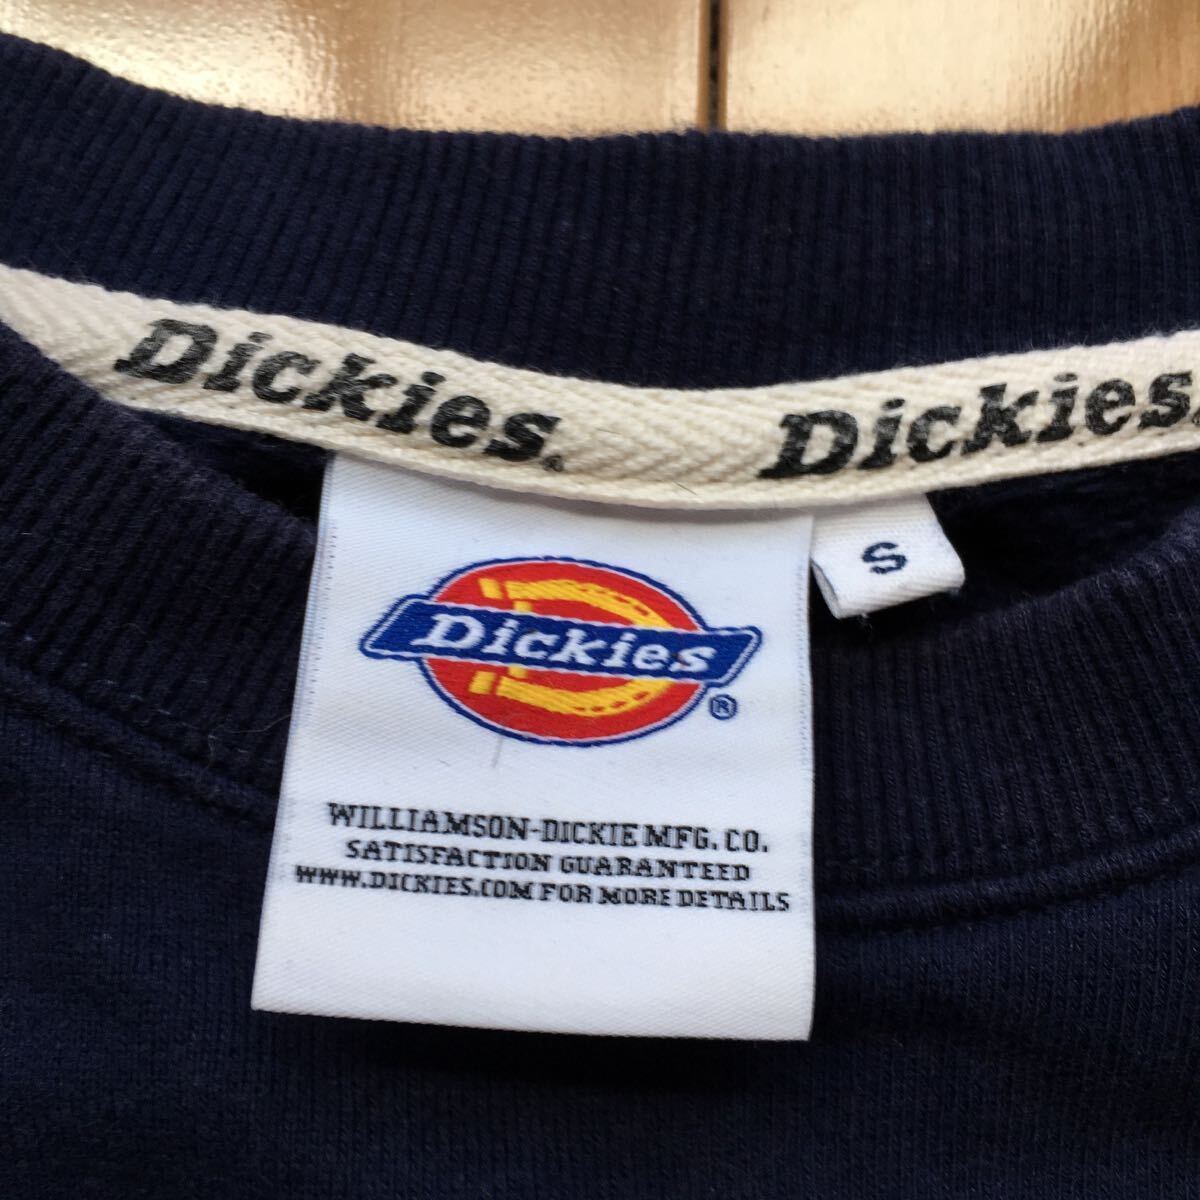 Dickies.
Dickies.
S
Dickies
®
WILLIAMSON-DICKIE MFG. CO.
SATISFACTION GUARANTEED
WWW.DICKIES.COM FOR MORE DETAILS